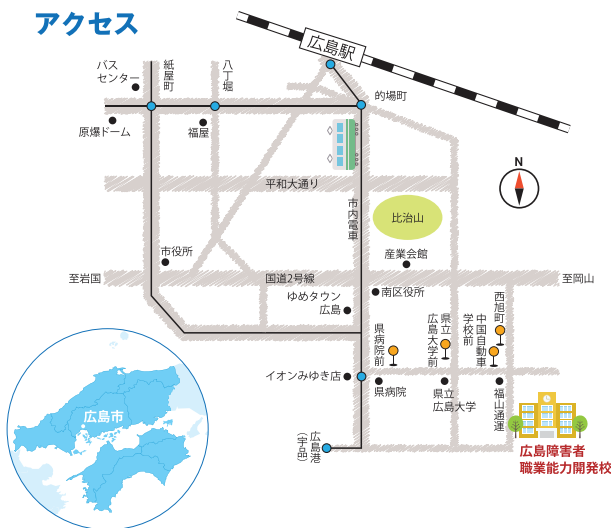 アクセス
広島駅
バス
センター
紙屋町
八丁堀
的場町
原爆ドーム
福屋
N
平和大通り
市内電車
比治山
市役所
産業会館
至岩国
国道2号線
至岡山
南区役所
ゆめタウン
広島
県病院前
県立
広島大学前
中国自動車
学校前
西旭町
イオンみゆき店
県病院
県立
広島大学
福山通運
広島市
広島港
(宇品)
広島障害者
職業能力開発校